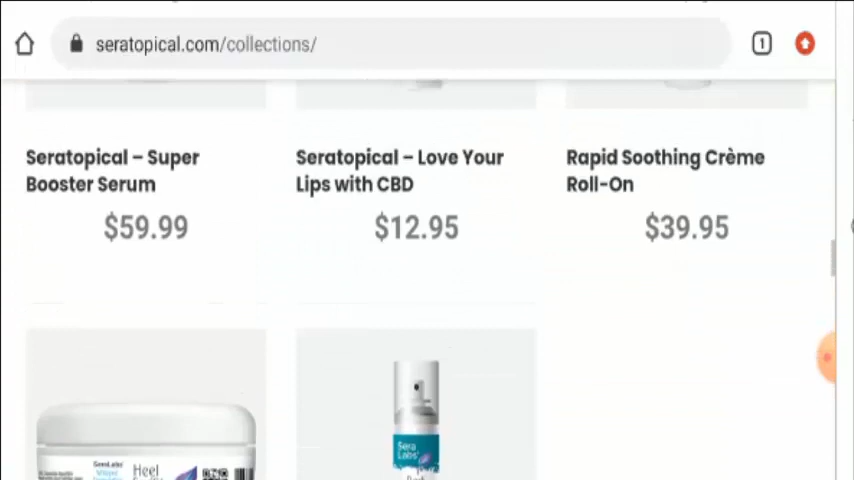 1
seratopical.com/collections/
Seratopical – Super
Booster Serum
$59.99
Seratopical – Love Your
Lips with CBD
$12.95
Rapid Soothing Crème
Roll-On
$39.95
SeraLabs
Heel
Sera
Labs